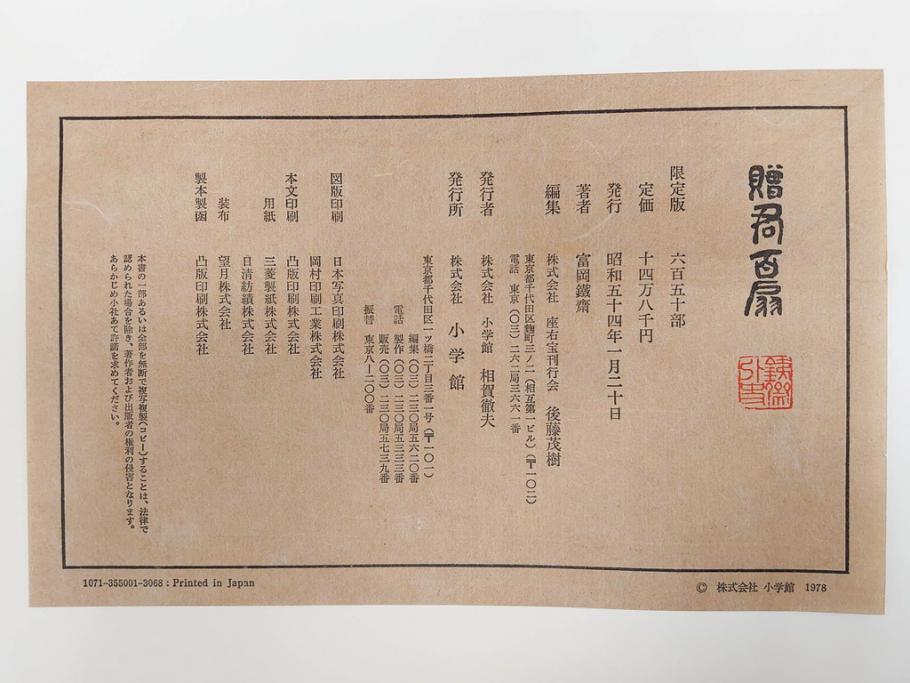 贈君百扇
鉄斎外史
限定版 六百五十部
定価 十四万八千円
発行 昭和五十四年一月二十日
著者 富岡鐵齋
編集 株式会社 座右宝刊行会 後藤茂樹
東京都千代田区麹町三ノ二(相互第一ビル)(〒一〇二)
電話 東京(〇三)二六二局三六六一番
発行者 株式会社 小学館 相賀徹夫
発行所 株式会社 小学館
東京都千代田区一ツ橋二丁目三番一号(〒一〇一)
編集(〇三)二三〇局五六二〇番
電話 製作(〇三)二三〇局五三三三番
販売(〇三)二三〇局五七三九番
振替 東京八―二〇〇番
図版印刷 日本写真印刷株式会社
岡村印刷工業株式会社
本文印刷 凸版印刷株式会社
用紙 三菱製紙株式会社
日清紡績株式会社
装布 望月株式会社
製本製函 凸版印刷株式会社
本書の一部あるいは全部を無断で複写複製(コピー)することは、法律で
認められた場合を除き、著作者および出版者の権利の侵害となります。
あらかじめ小社あて許諾を求めてください。
1071-355001-3068 : Printed in Japan
© 株式会社 小学館 1978